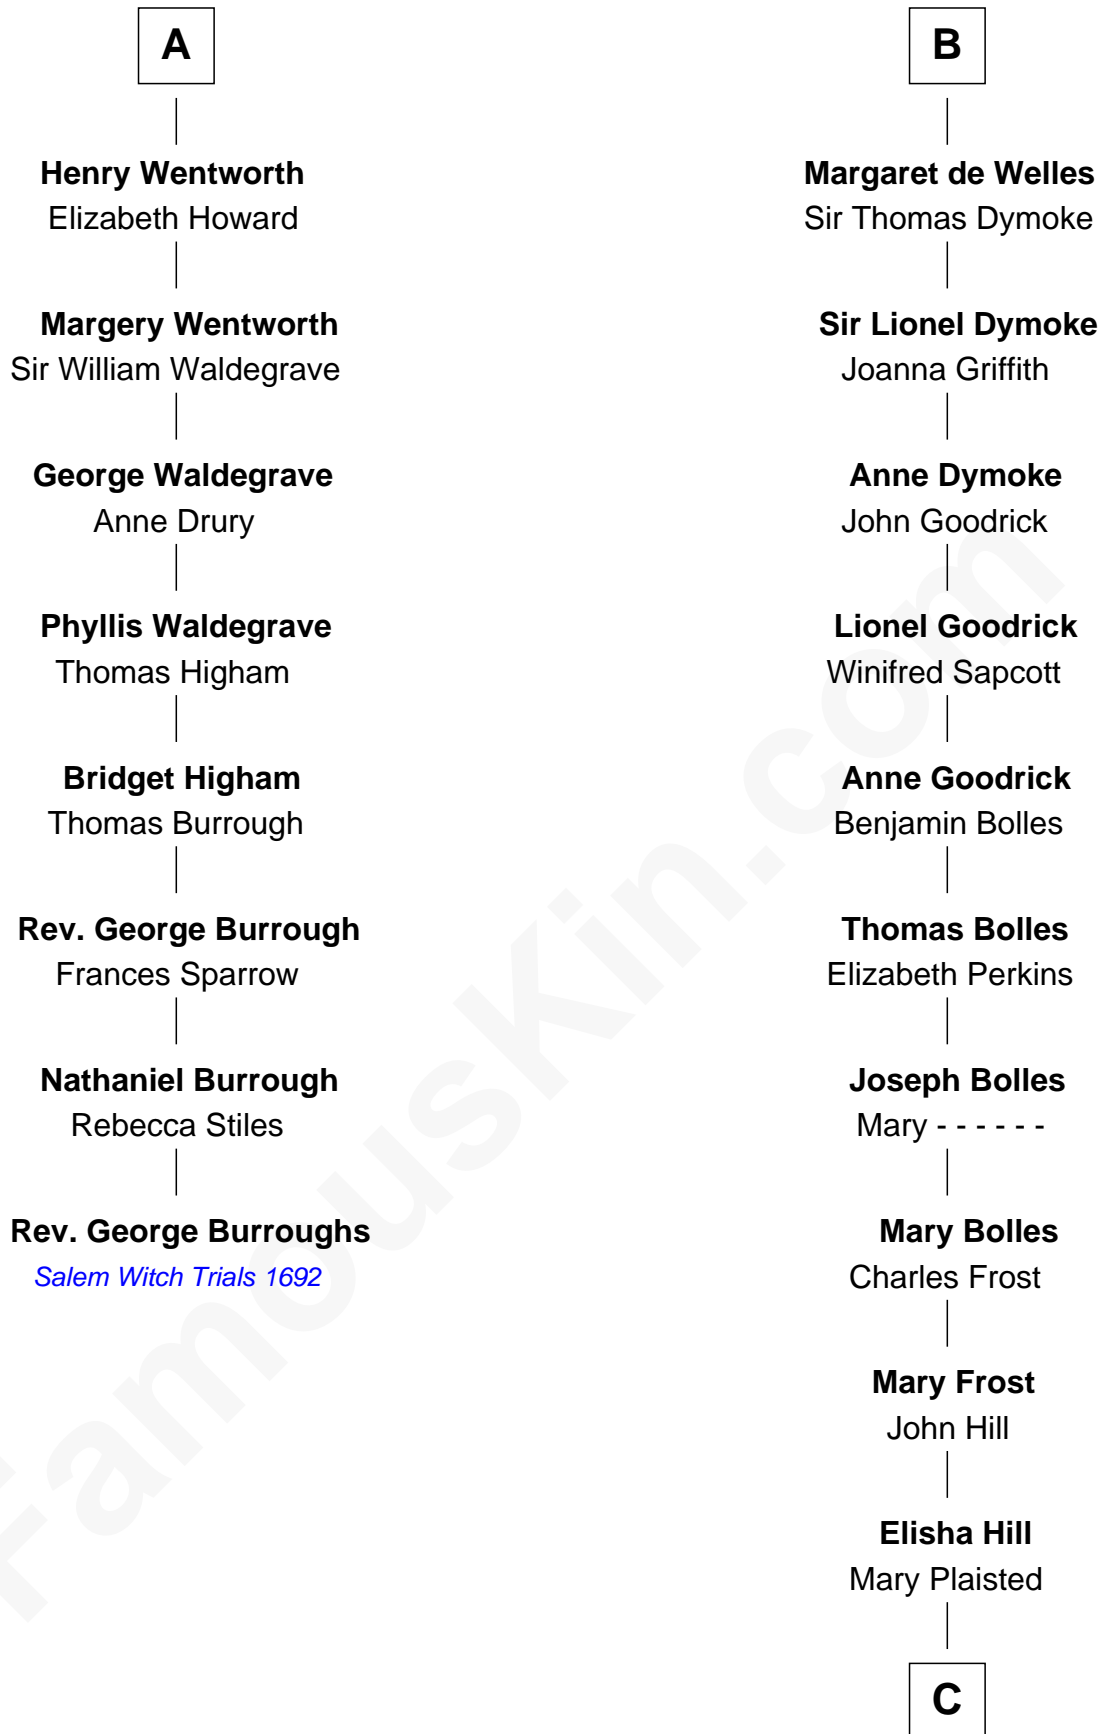 A
Henry Wentworth
Elizabeth Howard
Margery Wentworth
Sir William Waldegrave
George Waldegrave
Anne Drury
Phyllis Waldegrave
Thomas Higham
Bridget Higham
Thomas Burrough
Rev. George Burrough
Frances Sparrow
Nathaniel Burrough
Rebecca Stiles
Rev. George Burroughs
Salem Witch Trials 1692
B
Margaret de Welles
Sir Thomas Dymoke
Sir Lionel Dymoke
Joanna Griffith
Anne Dymoke
John Goodrick
Lionel Goodrick
Winifred Sapcott
Anne Goodrick
Benjamin Bolles
Thomas Bolles
Elizabeth Perkins
Joseph Bolles
Mary - - - - - -
Mary Bolles
Charles Frost
Mary Frost
John Hill
Elisha Hill
Mary Plaisted
C
FamousKin.com